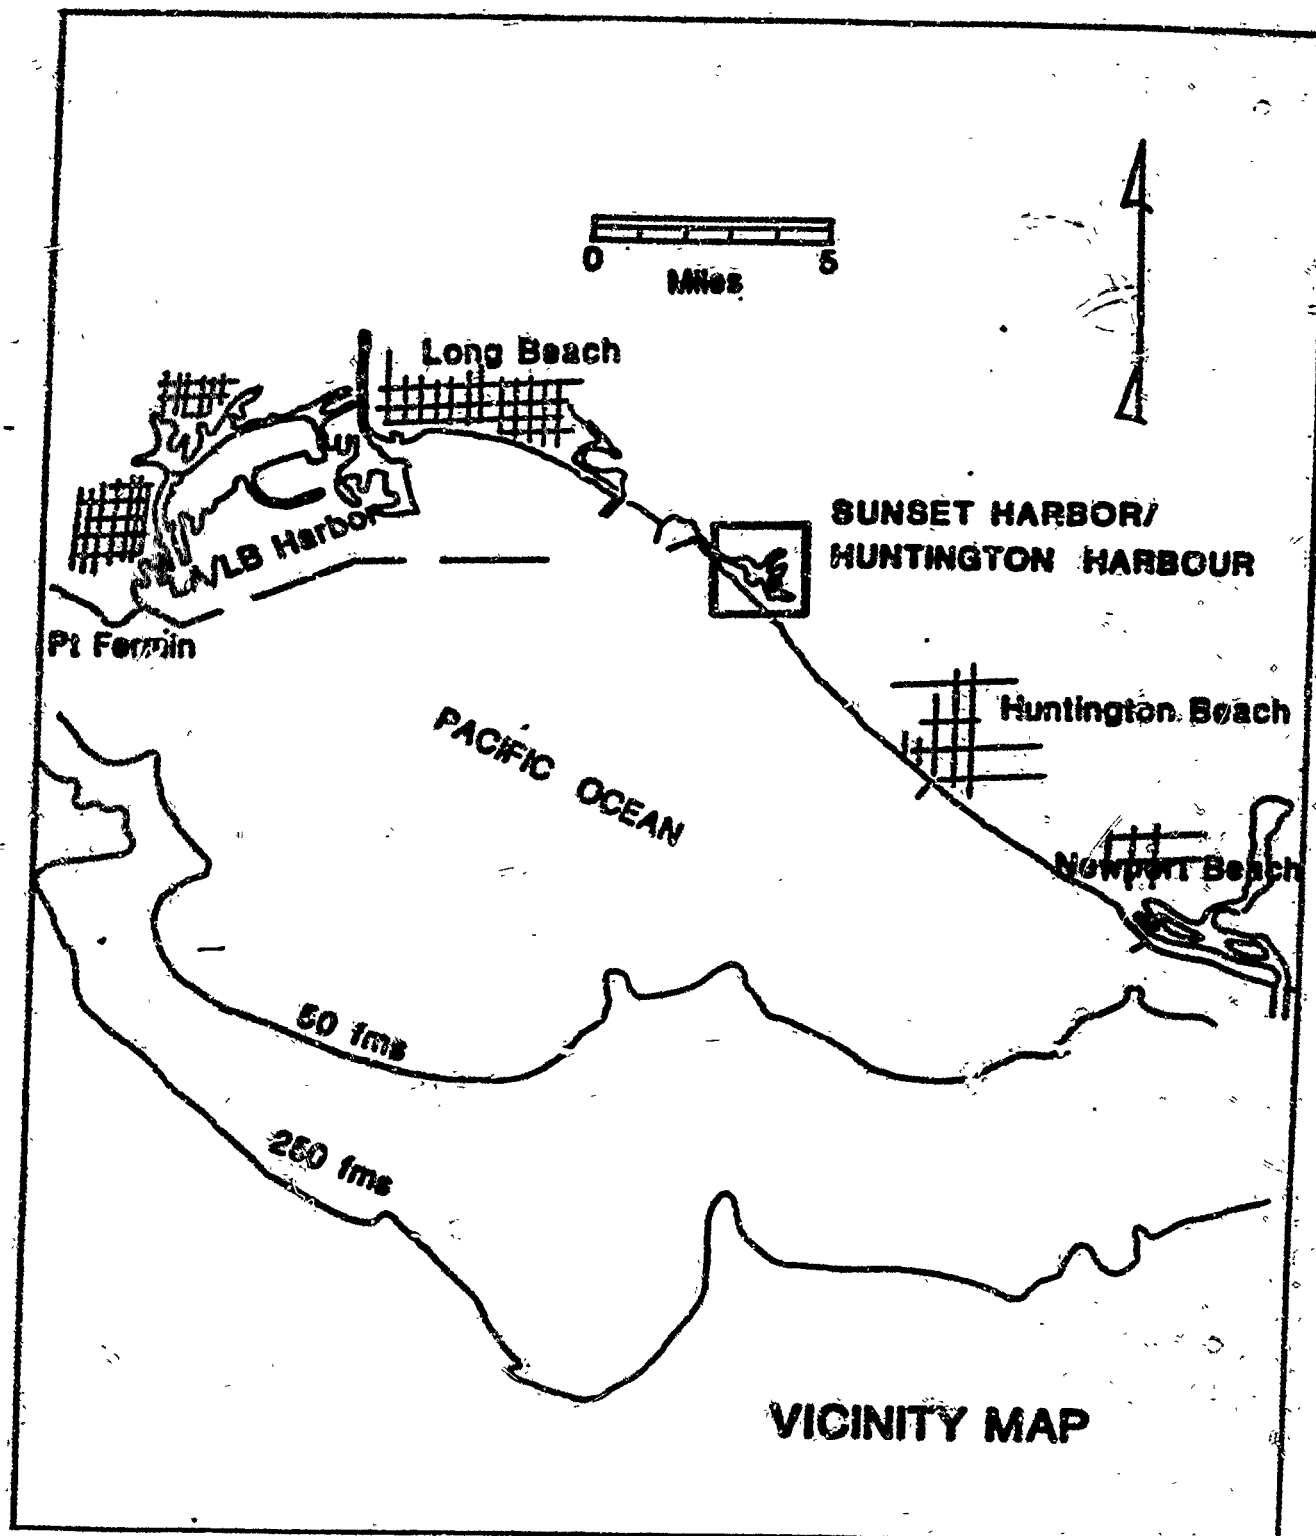 0 5
Miles
Long Beach
SUNSET HARBOR/
HUNTINGTON HARBOUR
/LB Harbor
Pt Fermin
Huntington Beach
PACIFIC OCEAN
Newport Beach
50 fms
250 fms
VICINITY MAP